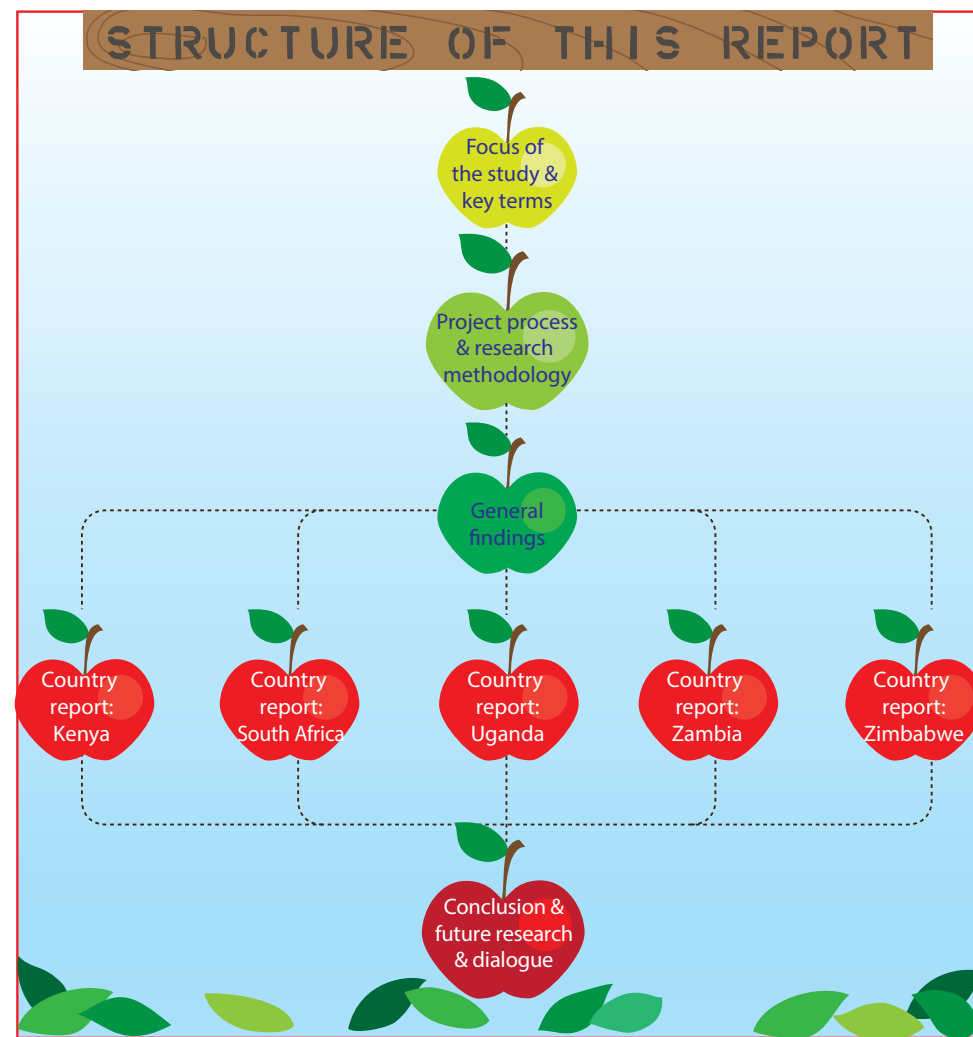 STRUCTURE OF THIS REPORT
Focus of
the study &
key terms
Project process
& research
methodology
General
findings
Country
report:
Kenya
Country
report:
South Africa
Country
report:
Uganda
Country
report:
Zambia
Country
report:
Zimbabwe
Conclusion &
future research
& dialogue